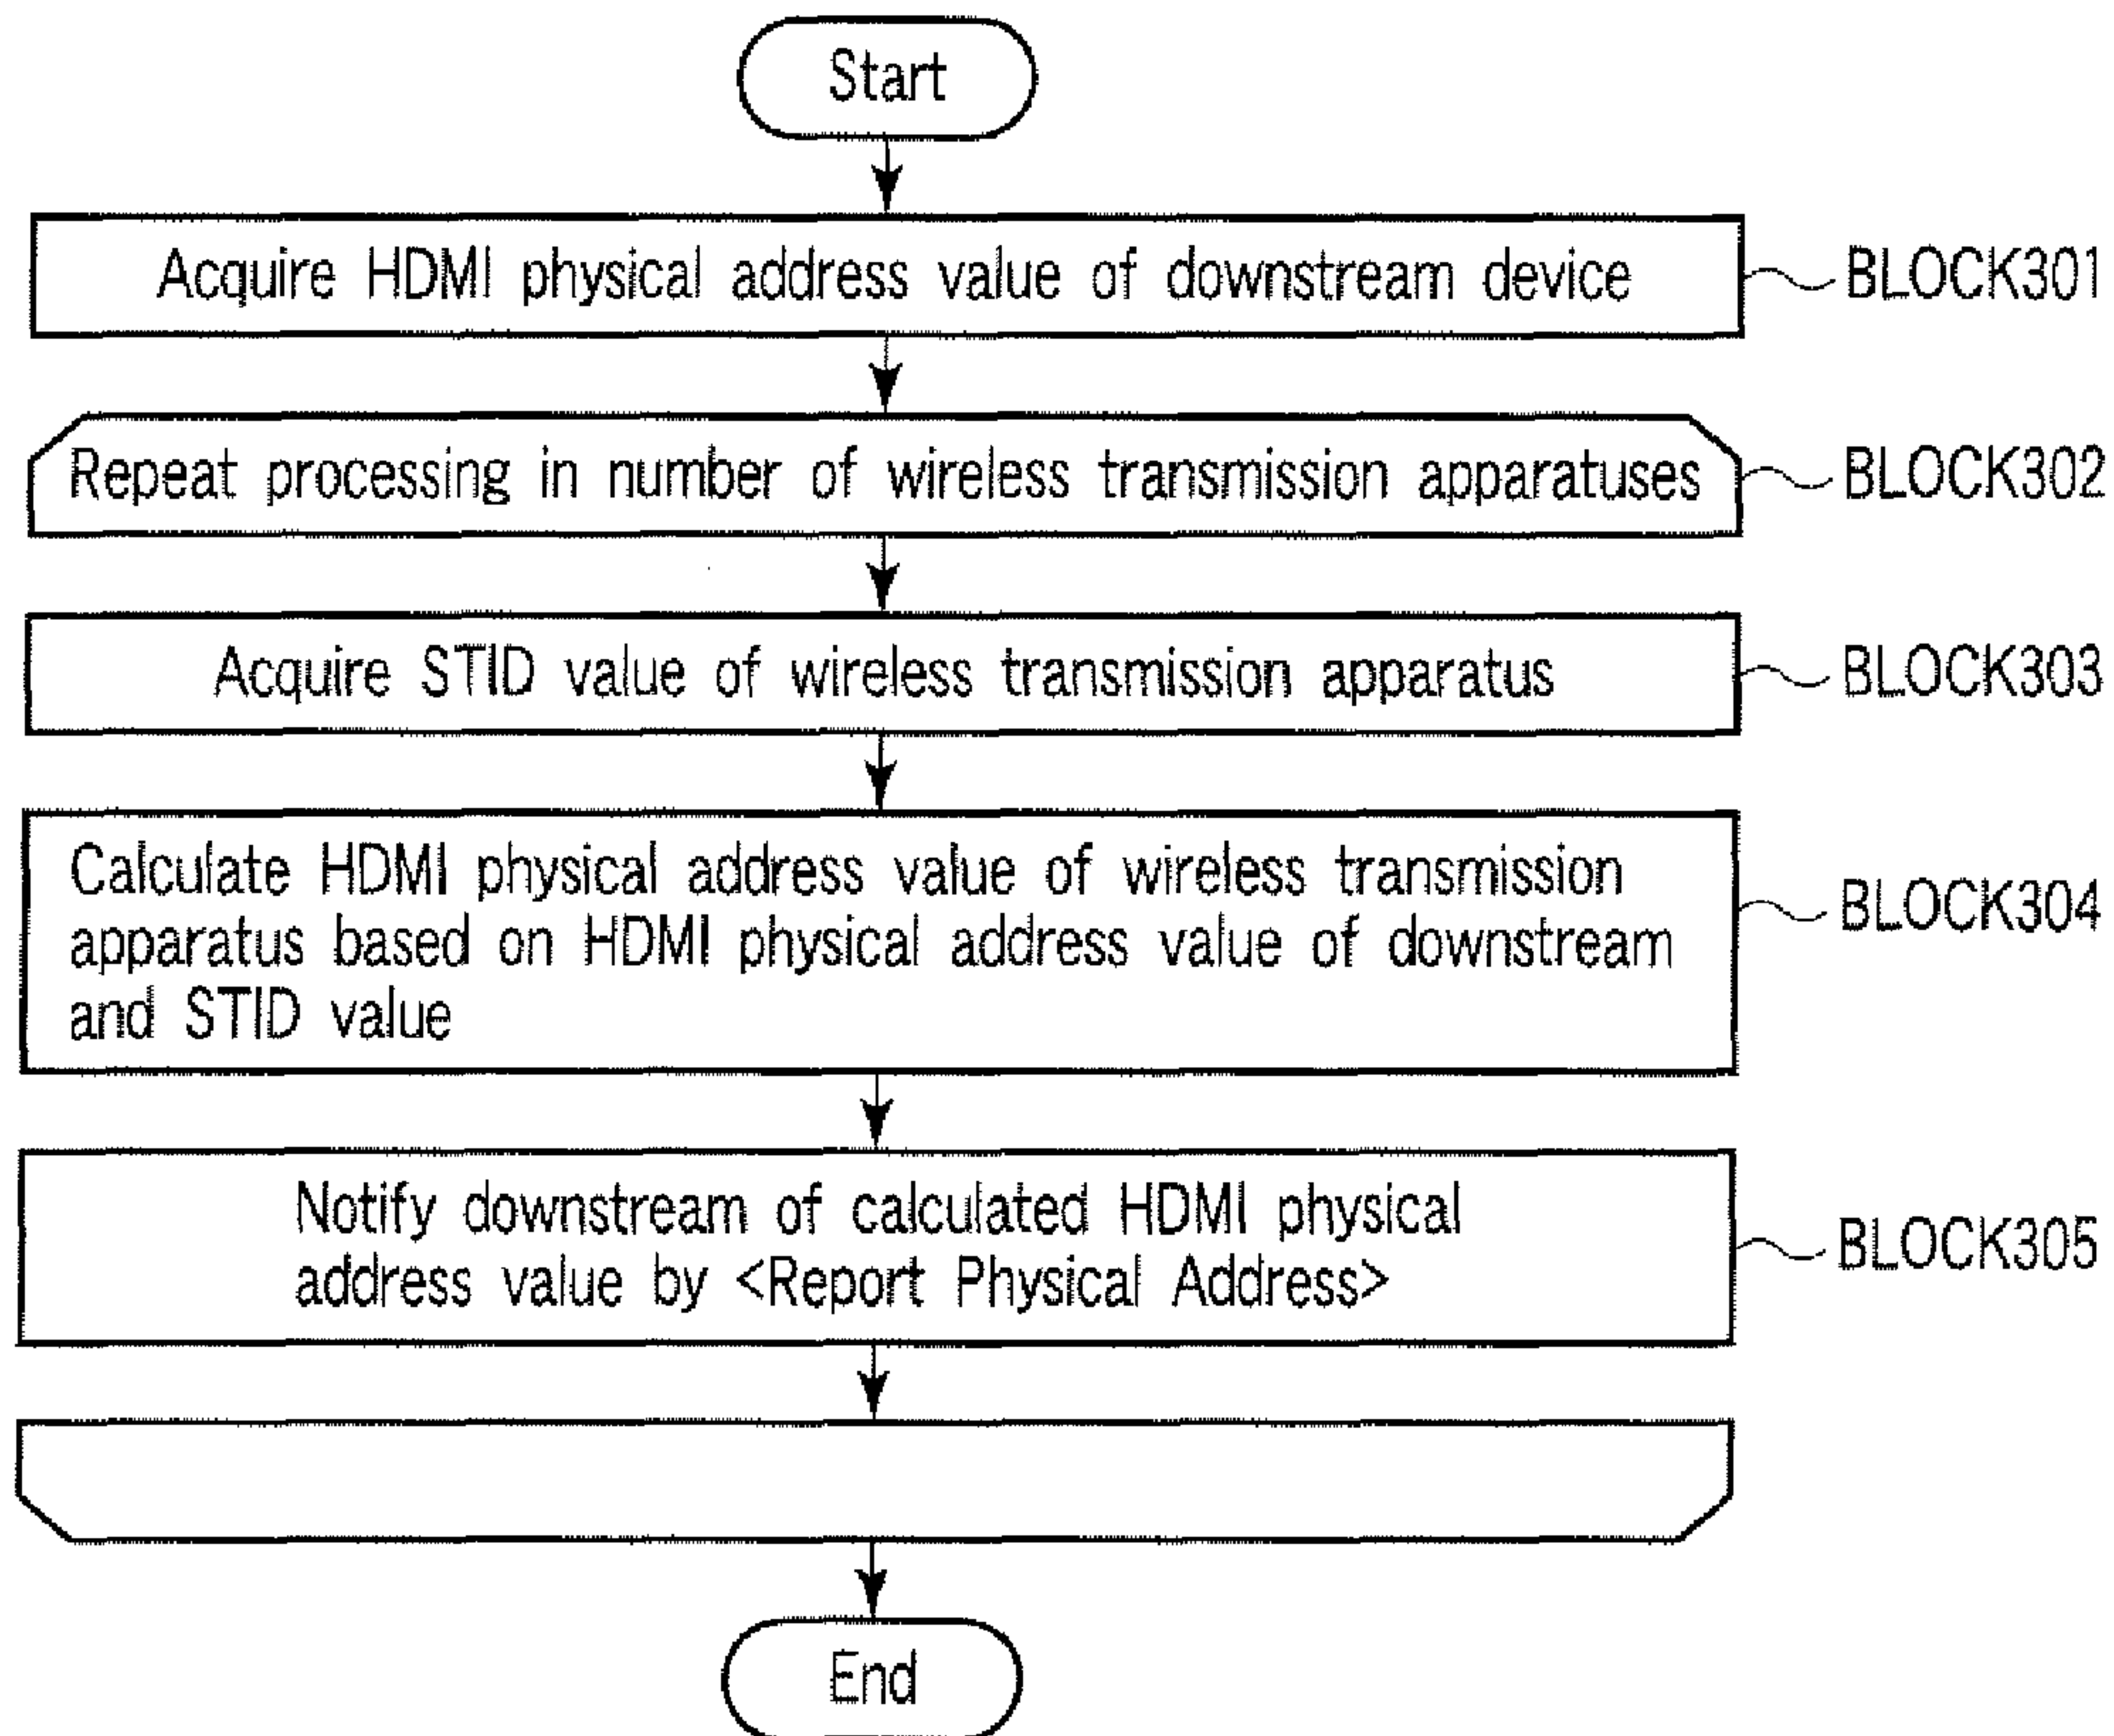 Start
Acquire HDMI physical address value of downstream device
BLOCK301
Repeat processing in number of wireless transmission apparatuses
BLOCK302
Acquire STID value of wireless transmission apparatus
BLOCK303
Calculate HDMI physical address value of wireless transmission
apparatus based on HDMI physical address value of downstream
and STID value
BLOCK304
Notify downstream of calculated HDMI physical
address value by <Report Physical Address>
BLOCK305
End